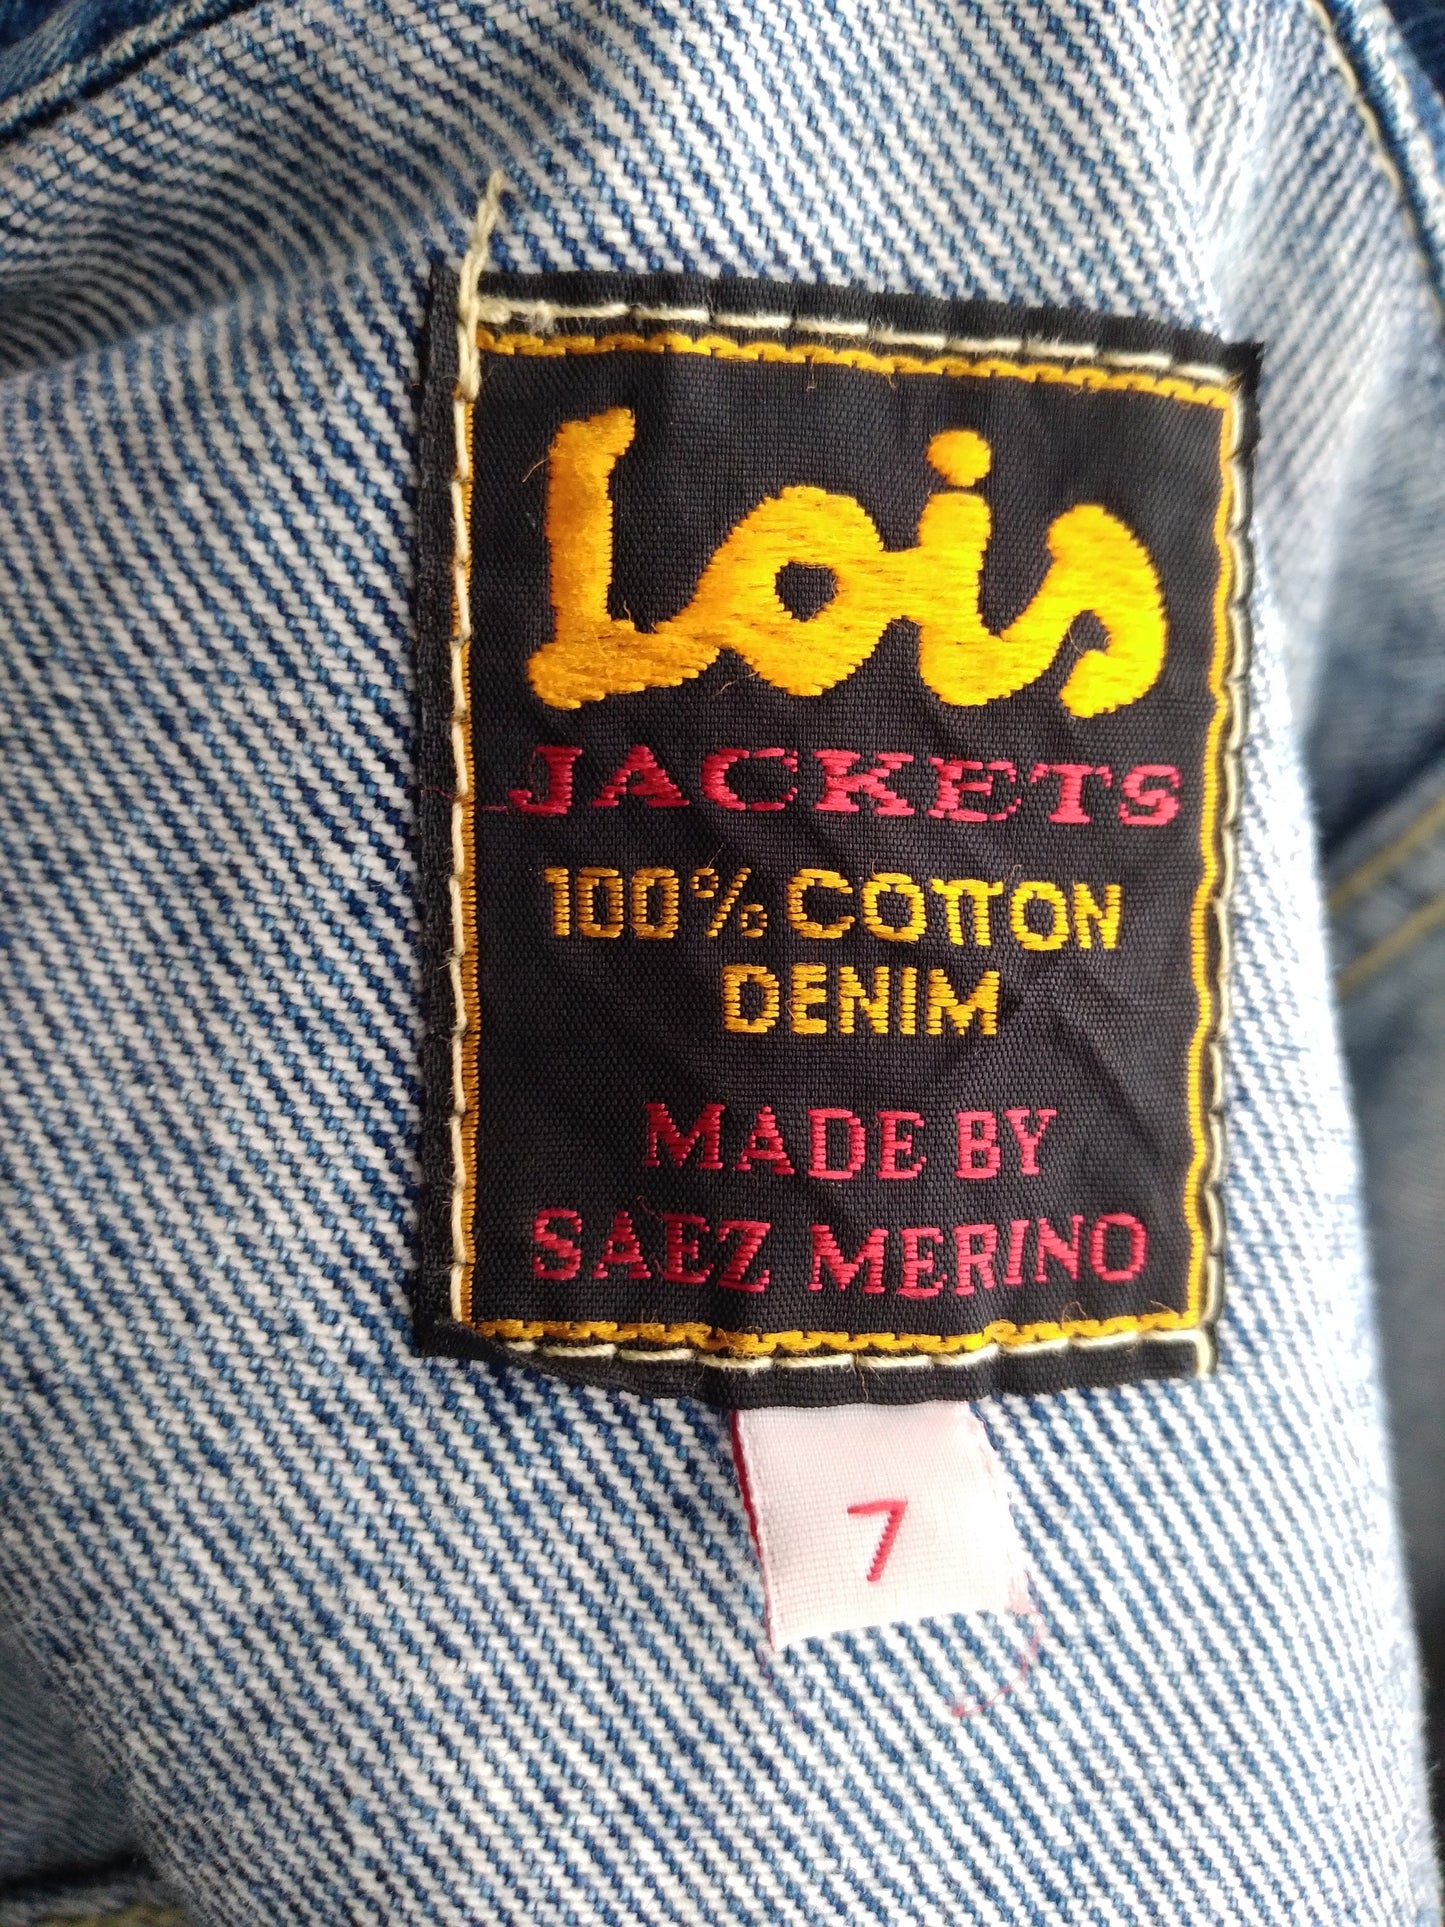 Lois
JACKETS
100% COTTON
DENIM
MADE BY
SAEZ MERINO
7